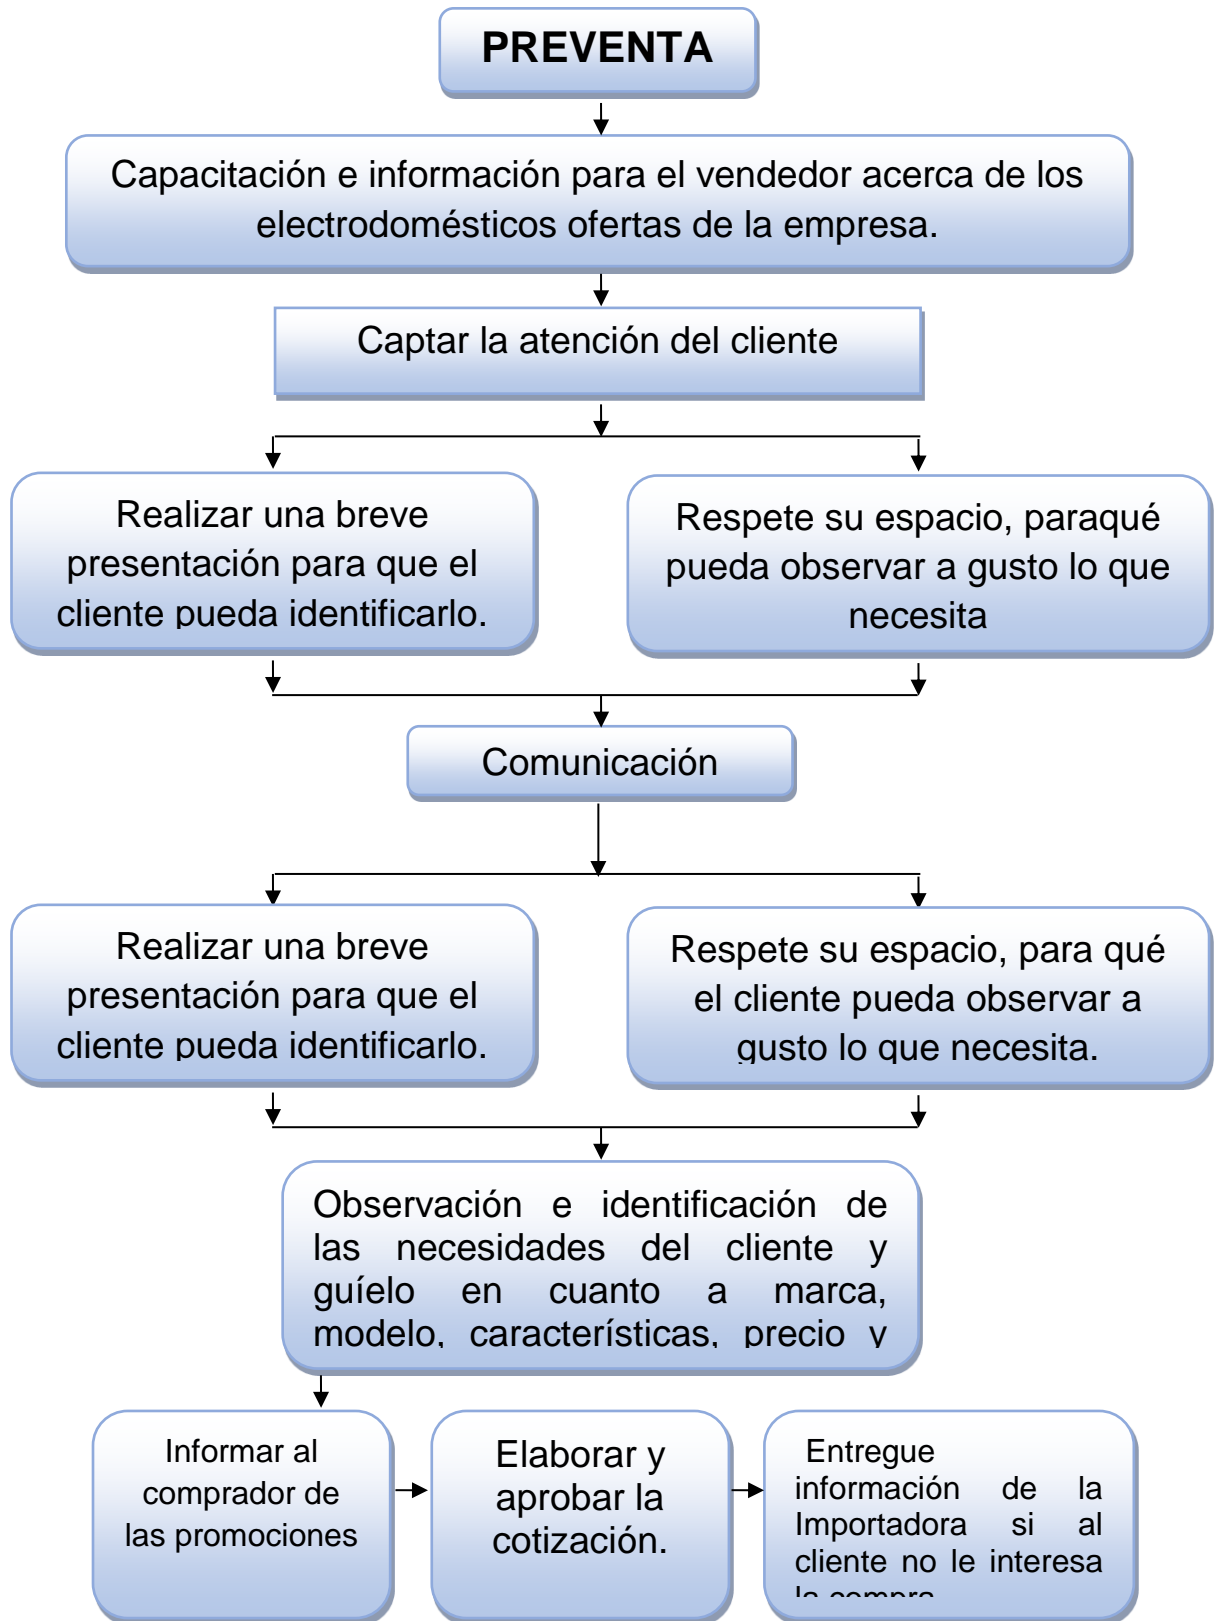 PREVENTA
Capacitación e información para el vendedor acerca de los
electrodomésticos ofertas de la empresa.
Captar la atención del cliente
Realizar una breve
presentación para que el
cliente pueda identificarlo.
Respete su espacio, paraqué
pueda observar a gusto lo que
necesita
Comunicación
Realizar una breve
presentación para que el
cliente pueda identificarlo.
Respete su espacio, para qué
el cliente pueda observar a
gusto lo que necesita.
Observación e identificación de
las necesidades del cliente y
guíelo en cuanto a marca,
modelo, características, precio y
Informar al
comprador de
las promociones
Elaborar y
aprobar la
cotización.
Entregue
información de la
Importadora si al
cliente no le interesa
la compra